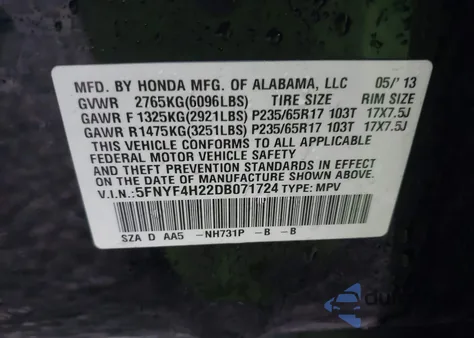 MFD. BY HONDA MFG. OF ALABAMA, LLC 05/'13
GVWR 2765KG(6096LBS) TIRE SIZE RIM SIZE
GAWR F 1325KG(2921LBS) P235/65R17 103T 17X7.5J
GAWR R1475KG(3251LBS) P235/65R17 103T 17X7.5J
THIS VEHICLE CONFORMS TO ALL APPLICABLE
FEDERAL MOTOR VEHICLE SAFETY
STANDARDS IN EFFECT ON THE DATE OF
MANUFACTURE SHOWN ABOVE.
V.I.N.:5FNYF4H22DB071724 TYPE: MPV
SZA D AA5 -NH731P -B -B